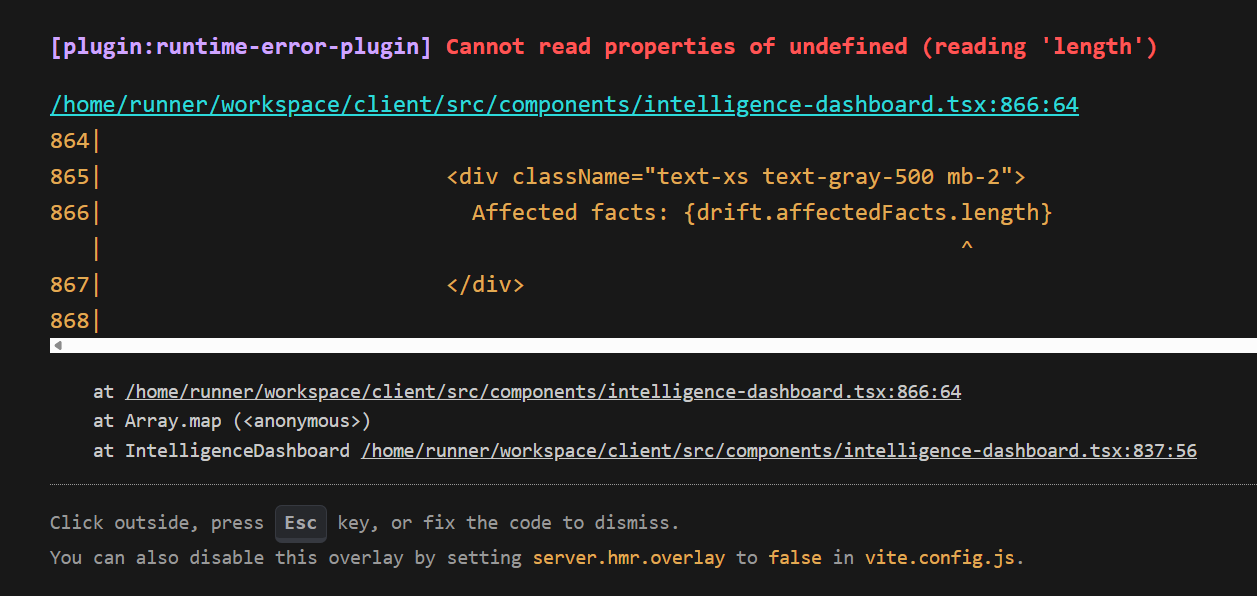 [plugin:runtime-error-plugin] Cannot read properties of undefined (reading 'length')
/home/runner/workspace/client/src/components/intelligence-dashboard.tsx:866:64
864|
865|                          <div className="text-xs text-gray-500 mb-2">
866|                            Affected facts: {drift.affectedFacts.length}
   |                                                                 ^
867|                          </div>
868|
at /home/runner/workspace/client/src/components/intelligence-dashboard.tsx:866:64
at Array.map (<anonymous>)
at IntelligenceDashboard /home/runner/workspace/client/src/components/intelligence-dashboard.tsx:837:56
Click outside, press Esc key, or fix the code to dismiss.
You can also disable this overlay by setting server.hmr.overlay to false in vite.config.js.